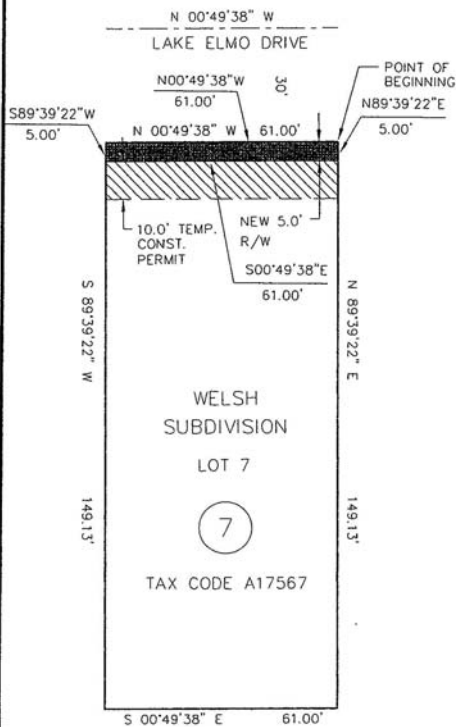 N 00°49'38" W
LAKE ELMO DRIVE
POINT OF
BEGINNING
N00°49'38"W
61.00'
30'
S89°39'22"W
5.00'
N89°39'22"E
5.00'
N 00°49'38" W 61.00'
10.0' TEMP.
CONST.
PERMIT
NEW 5.0'
R/W
S00°49'38"E
61.00'
S 89°39'22" W
149.13'
N 89°39'22" E
149.13'
WELSH
SUBDIVISION
LOT 7
7
TAX CODE A17567
S 00°49'38" E 61.00'